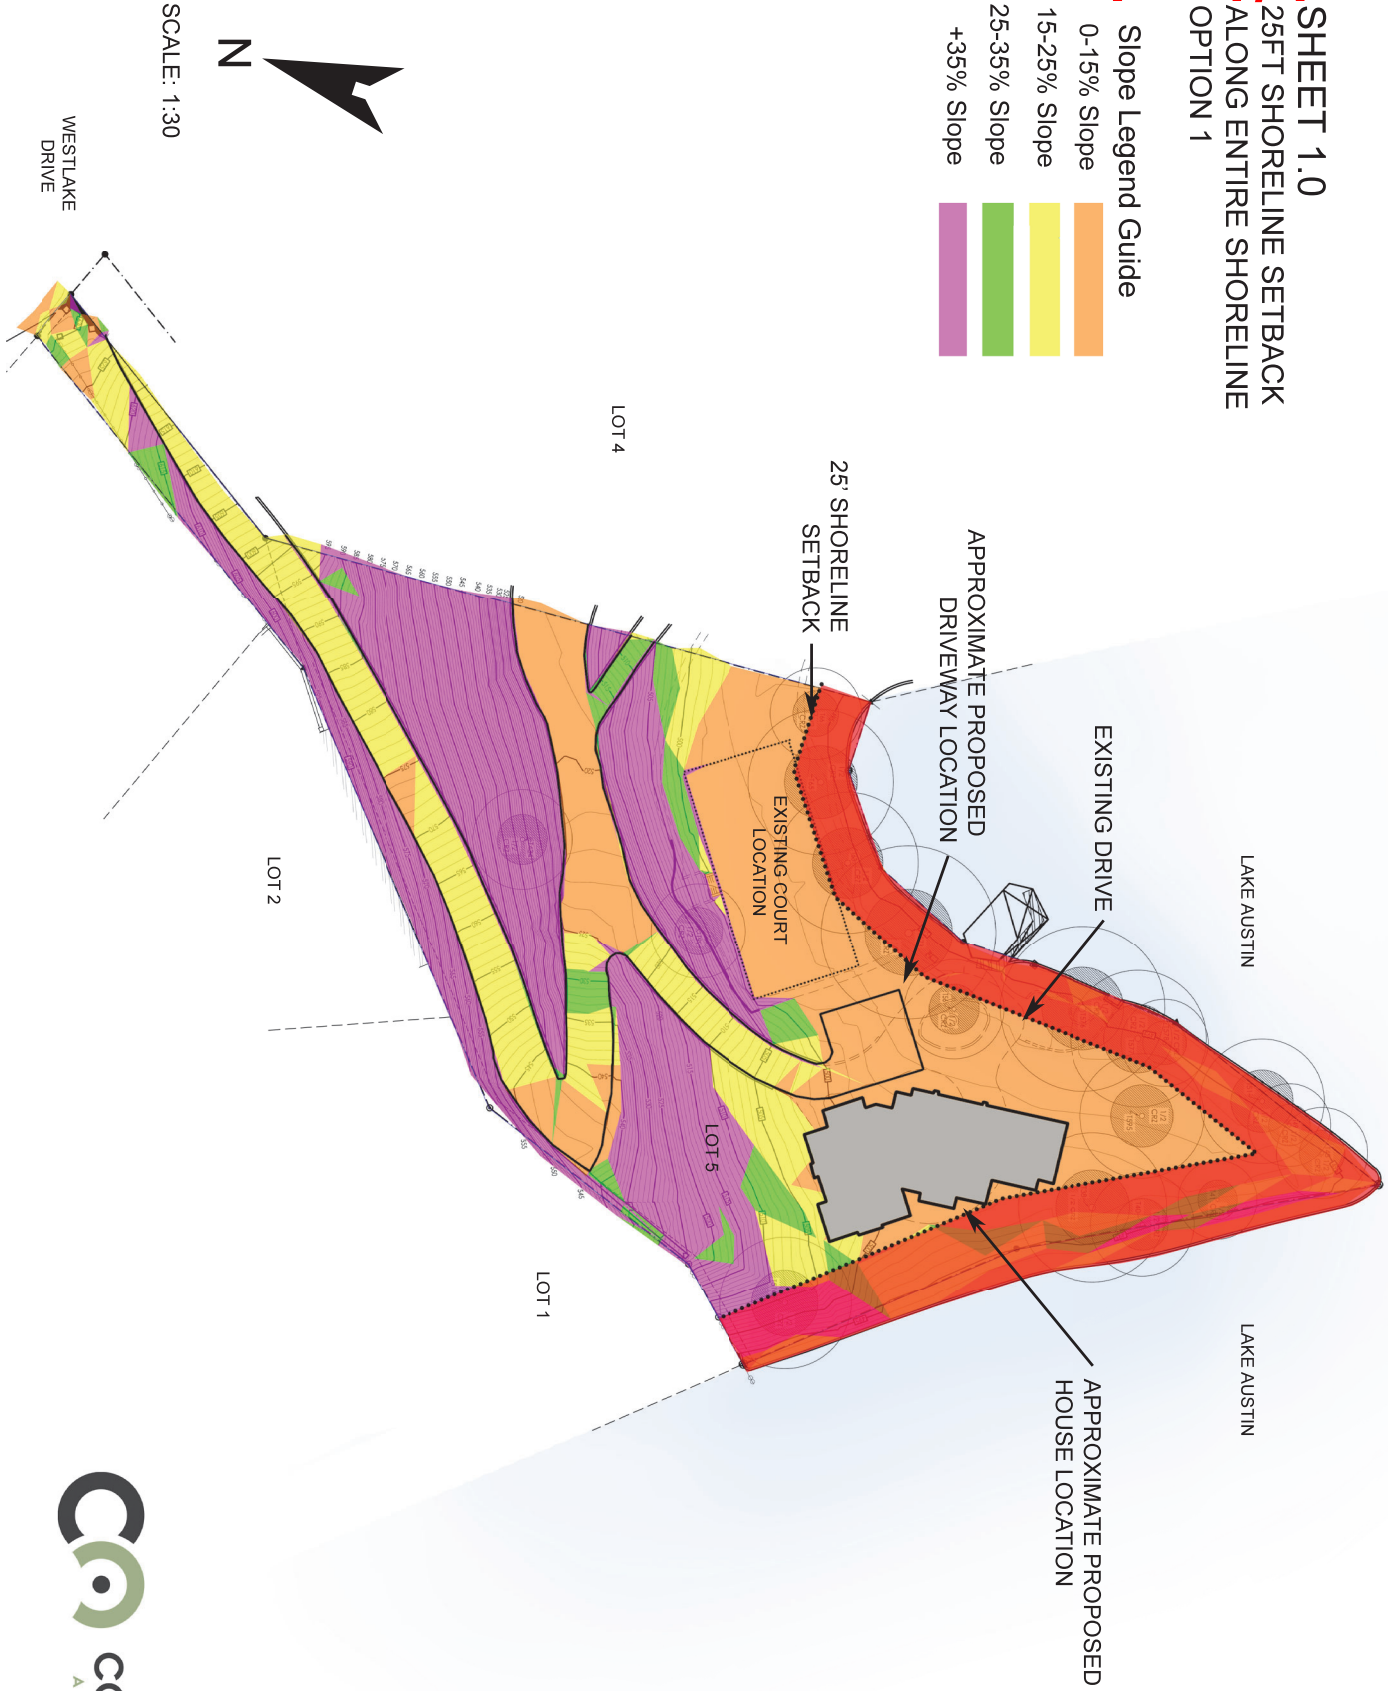 SHEET 1.0
25FT SHORELINE SETBACK
ALONG ENTIRE SHORELINE
OPTION 1
Slope Legend Guide
0-15% Slope
15-25% Slope
25-35% Slope
+35% Slope
LAKE AUSTIN
LAKE AUSTIN
EXISTING DRIVE
APPROXIMATE PROPOSED
DRIVEWAY LOCATION
25' SHORELINE
SETBACK
APPROXIMATE PROPOSED
HOUSE LOCATION
EXISTING COURT
LOCATION
LOT 4
LOT 5
LOT 1
LOT 2
N
SCALE: 1:30
WESTLAKE
DRIVE